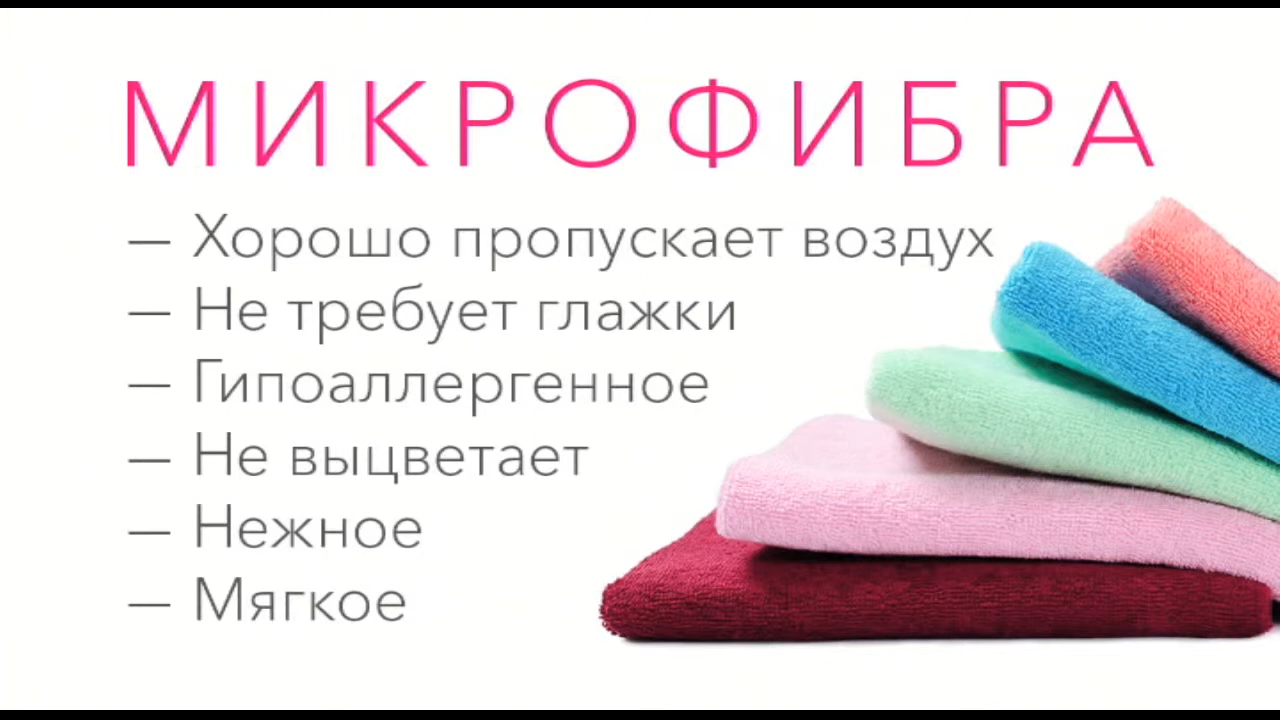 МИКРОФИБРА
— Хорошо пропускает воздух
— Не требует глажки
— Гипоаллергенное
— Не выцветает
— Нежное
— Мягкое